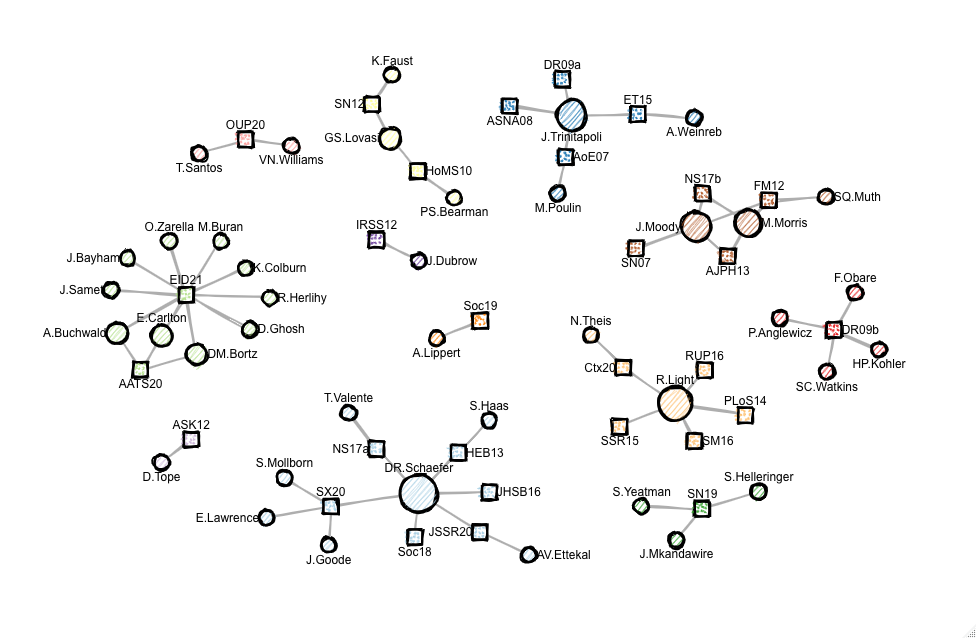 K.Faust
DR09a
SN12
ASNA08
ET15
OUP20
GS.Lovasi
J.Trinitapoli
A.Weinreb
T.Santos
VN.Williams
AoE07
HoMS10
NS17b
FM12
SQ.Muth
PS.Bearman
M.Poulin
O.Zarella
M.Buran
IRSS12
J.Moody
M.Morris
J.Bayham
K.Colburn
J.Dubrow
SN07
AJPH13
EID21
F.Obare
J.Samet
R.Herlihy
Soc19
E.Carlton
N.Theis
A.Buchwald
D.Ghosh
P.Anglewicz
DR09b
A.Lippert
DM.Bortz
RUP16
HP.Kohler
AATS20
Ctx20
R.Light
SC.Watkins
T.Valente
S.Haas
PLoS14
ASK12
SSR15
SM16
NS17a
HEB13
S.Mollborn
DR.Schaefer
D.Tope
S.Helleringer
SX20
JHSB16
S.Yeatman
SN19
E.Lawrence
JSSR20
J.Goode
Soc18
AV.Ettekal
J.Mkandawire